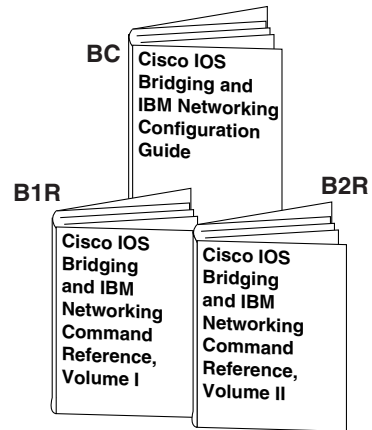 BC
Cisco IOS
Bridging and
IBM Networking
Configuration
Guide
B1R
Cisco IOS
Bridging
and IBM
Networking
Command
Reference,
Volume I
B2R
Cisco IOS
Bridging
and IBM
Networking
Command
Reference,
Volume II